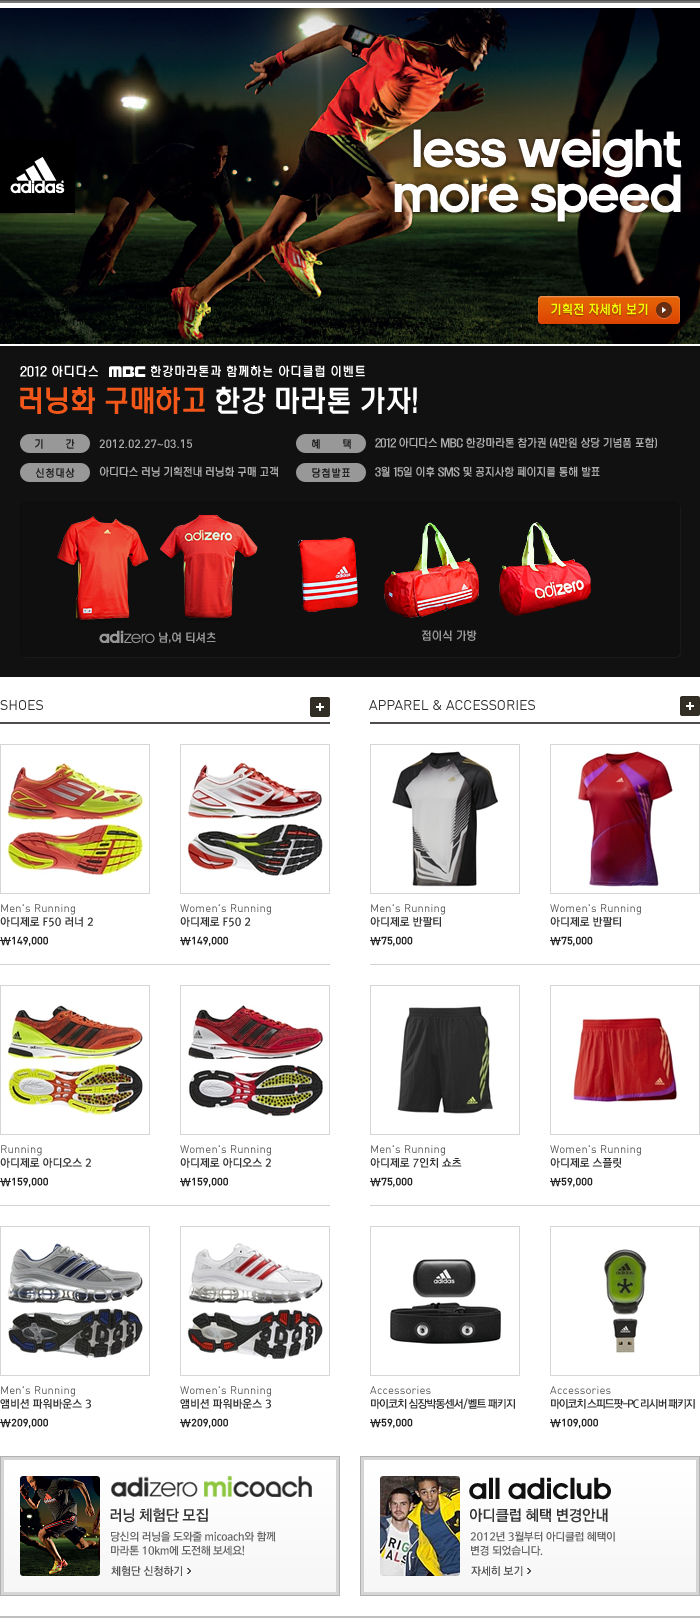 adidas
less weight
more speed
기획전 자세히 보기
2012 아디다스 MBC 한강마라톤과 함께하는 아디클럽 이벤트
러닝화 구매하고 한강 마라톤 가자!
기 간 2012.02.27~03.15
혜 택 2012 아디다스 MBC 한강마라톤 참가권 (4만원 상당 기념품 포함)
신청대상 아디다스 러닝 기획전내 러닝화 구매 고객
당첨발표 3월 15일 이후 SMS 및 공지사항 페이지를 통해 발표
adizero
adidas
adizero
adizero 남,여 티셔츠
접이식 가방
SHOES
APPAREL & ACCESSORIES
Men's Running
아디제로 F50 러너 2
₩149,000
Women's Running
아디제로 F50 2
₩149,000
Men's Running
아디제로 반팔티
₩75,000
Women's Running
아디제로 반팔티
₩75,000
Running
아디제로 아디오스 2
₩159,000
Women's Running
아디제로 아디오스 2
₩159,000
Men's Running
아디제로 7인치 쇼츠
₩75,000
Women's Running
아디제로 스플릿
₩59,000
adidas
Men's Running
앰비션 파워바운스 3
₩209,000
Women's Running
앰비션 파워바운스 3
₩209,000
Accessories
마이코치 심장박동센서/벨트 패키지
₩59,000
Accessories
마이코치 스피드팟-PC 리시버 패키지
₩109,000
adizero micoach
러닝 체험단 모집
당신의 러닝을 도와줄 micoach와 함께
마라톤 10km에 도전해 보세요!
체험단 신청하기 >
all adiclub
아디클럽 혜택 변경안내
2012년 3월부터 아디클럽 혜택이
변경 되었습니다.
자세히 보기 >